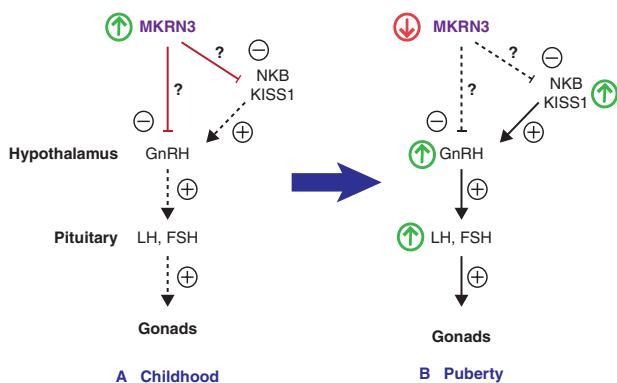 MKRN3
?
?
NKB
KISS1
Hypothalamus
GnRH
Pituitary
LH, FSH
Gonads
A Childhood
MKRN3
?
?
NKB
KISS1
GnRH
LH, FSH
Gonads
B Puberty